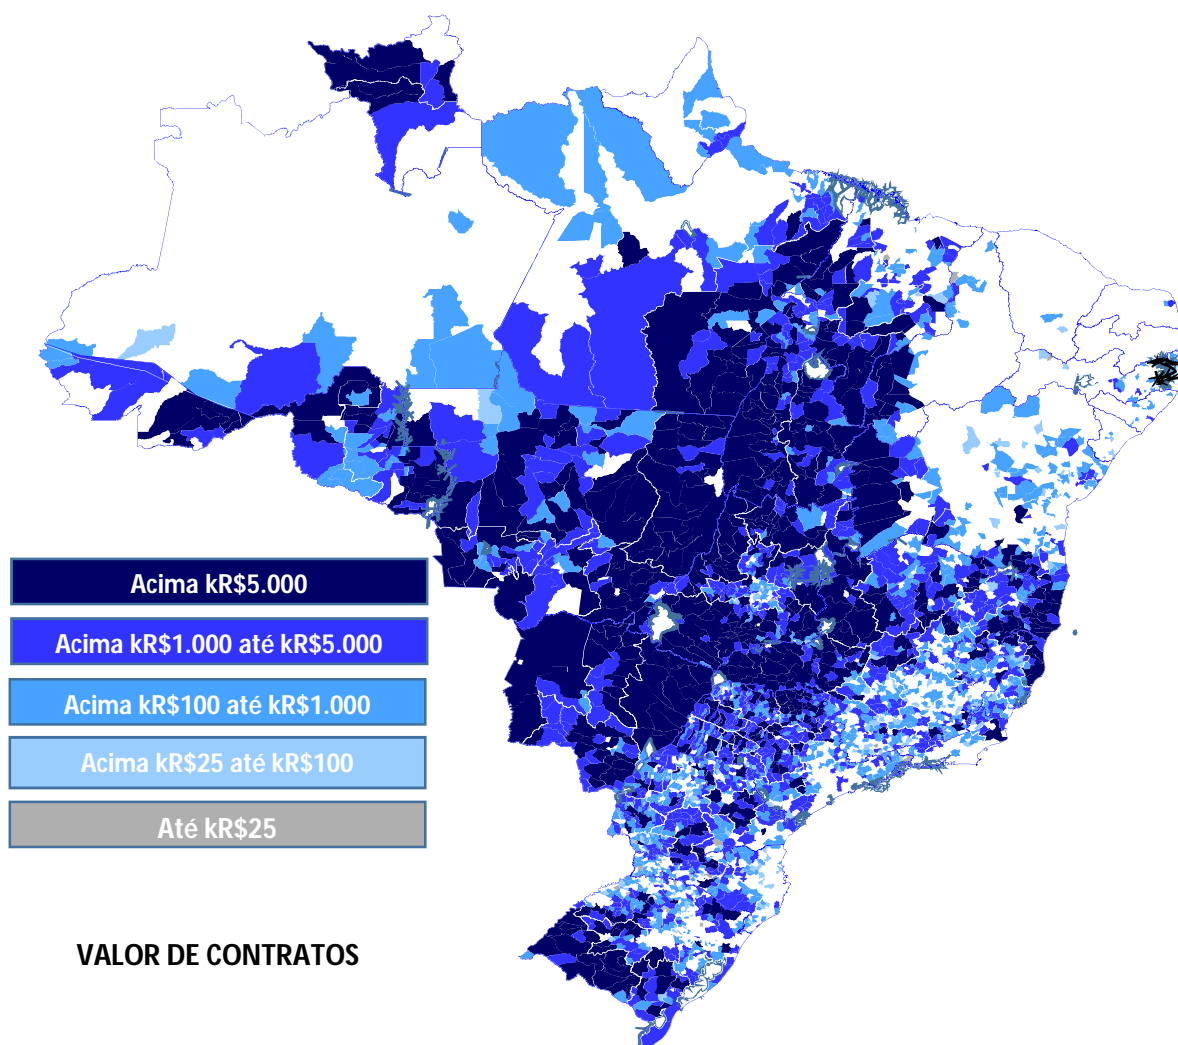 Acima kR$5.000
Acima kR$1.000 até kR$5.000
Acima kR$100 até kR$1.000
Acima kR$25 até kR$100
Até kR$25
VALOR DE CONTRATOS